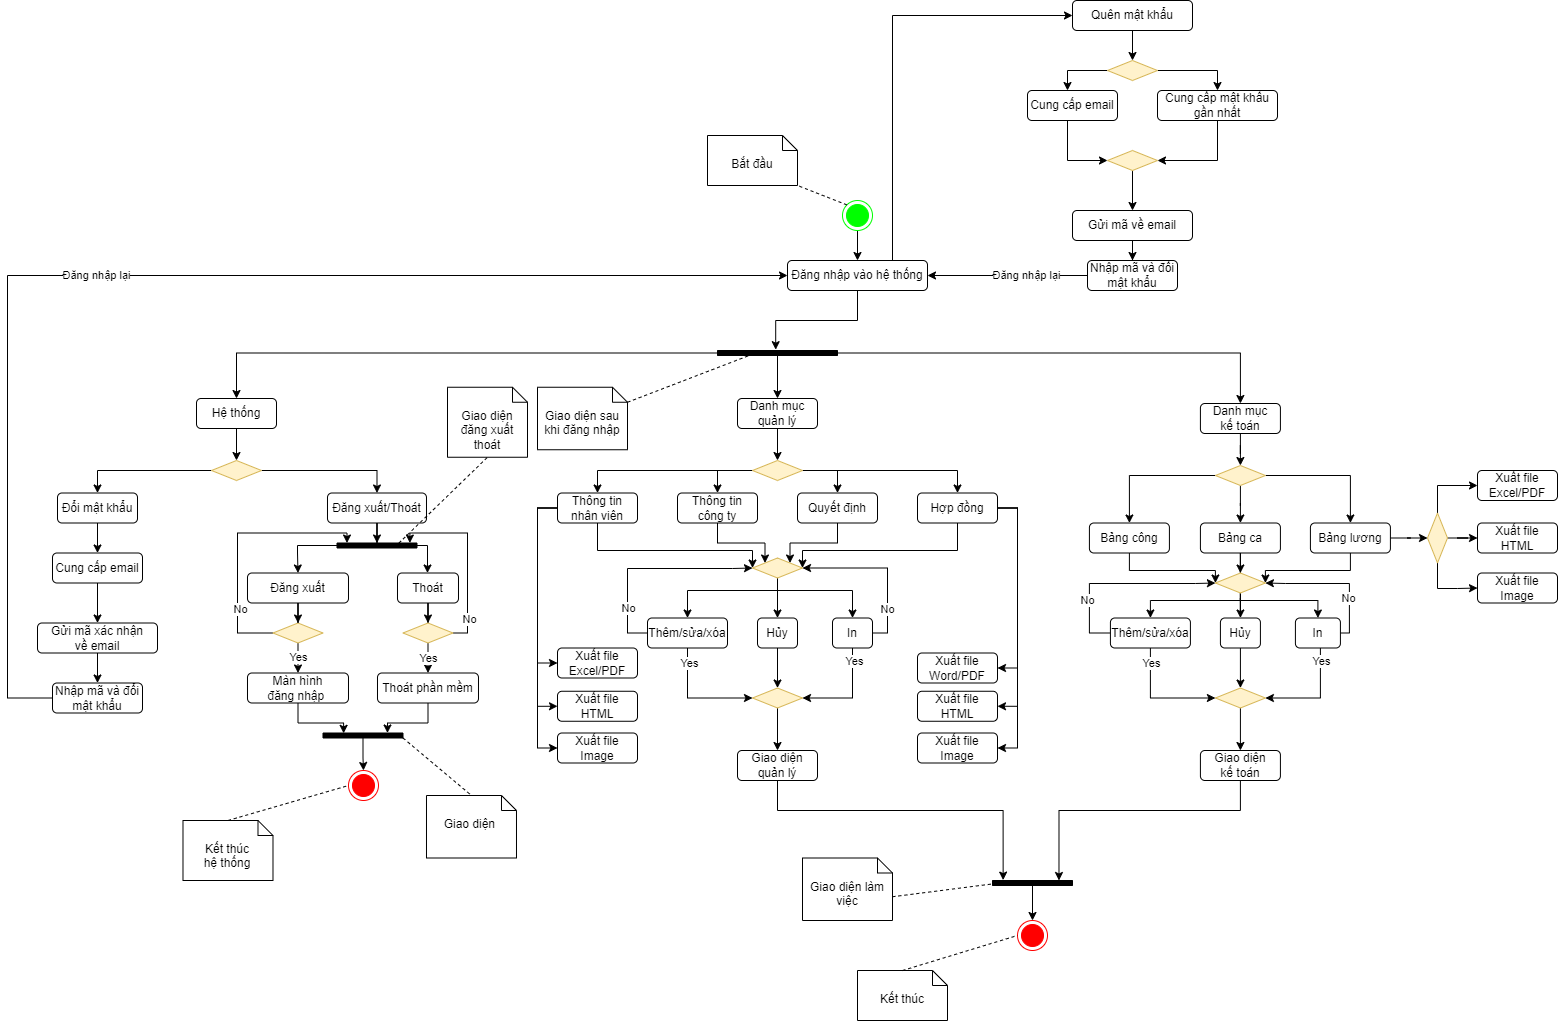 Quên mật khẩu
Cung cấp email
Cung cấp mật khẩu
gần nhất
Bắt đầu
Gửi mã về email
Đăng nhập lại
Đăng nhập vào hệ thống
Đăng nhập lại
Nhập mã và đổi
mật khẩu
Hệ thống
Giao diện
đăng xuất
thoát
Giao diện sau
khi đăng nhập
Danh mục
quản lý
Danh mục
kế toán
Đổi mật khẩu
Đăng xuất/Thoát
Thông tin
nhân viên
Thông tin
công ty
Quyết định
Hợp đồng
Bảng công
Bảng ca
Bảng lương
Xuất file
Excel/PDF
Xuất file
HTML
Xuất file
Image
Cung cấp email
Đăng xuất
Thoát
No
No
No
No
No
No
Gửi mã xác nhận
về email
Thêm/sửa/xóa
Hủy
In
Thêm/sửa/xóa
Hủy
In
Yes
Yes
Yes
Yes
Yes
Yes
Nhập mã và đổi
mật khẩu
Màn hình
đăng nhập
Thoát phần mềm
Xuất file
Excel/PDF
Xuất file
HTML
Xuất file
Image
Xuất file
Word/PDF
Xuất file
HTML
Xuất file
Image
Giao diện
quản lý
Giao diện
kế toán
Kết thúc
hệ thống
Giao diện
Giao diện làm
việc
Kết thúc